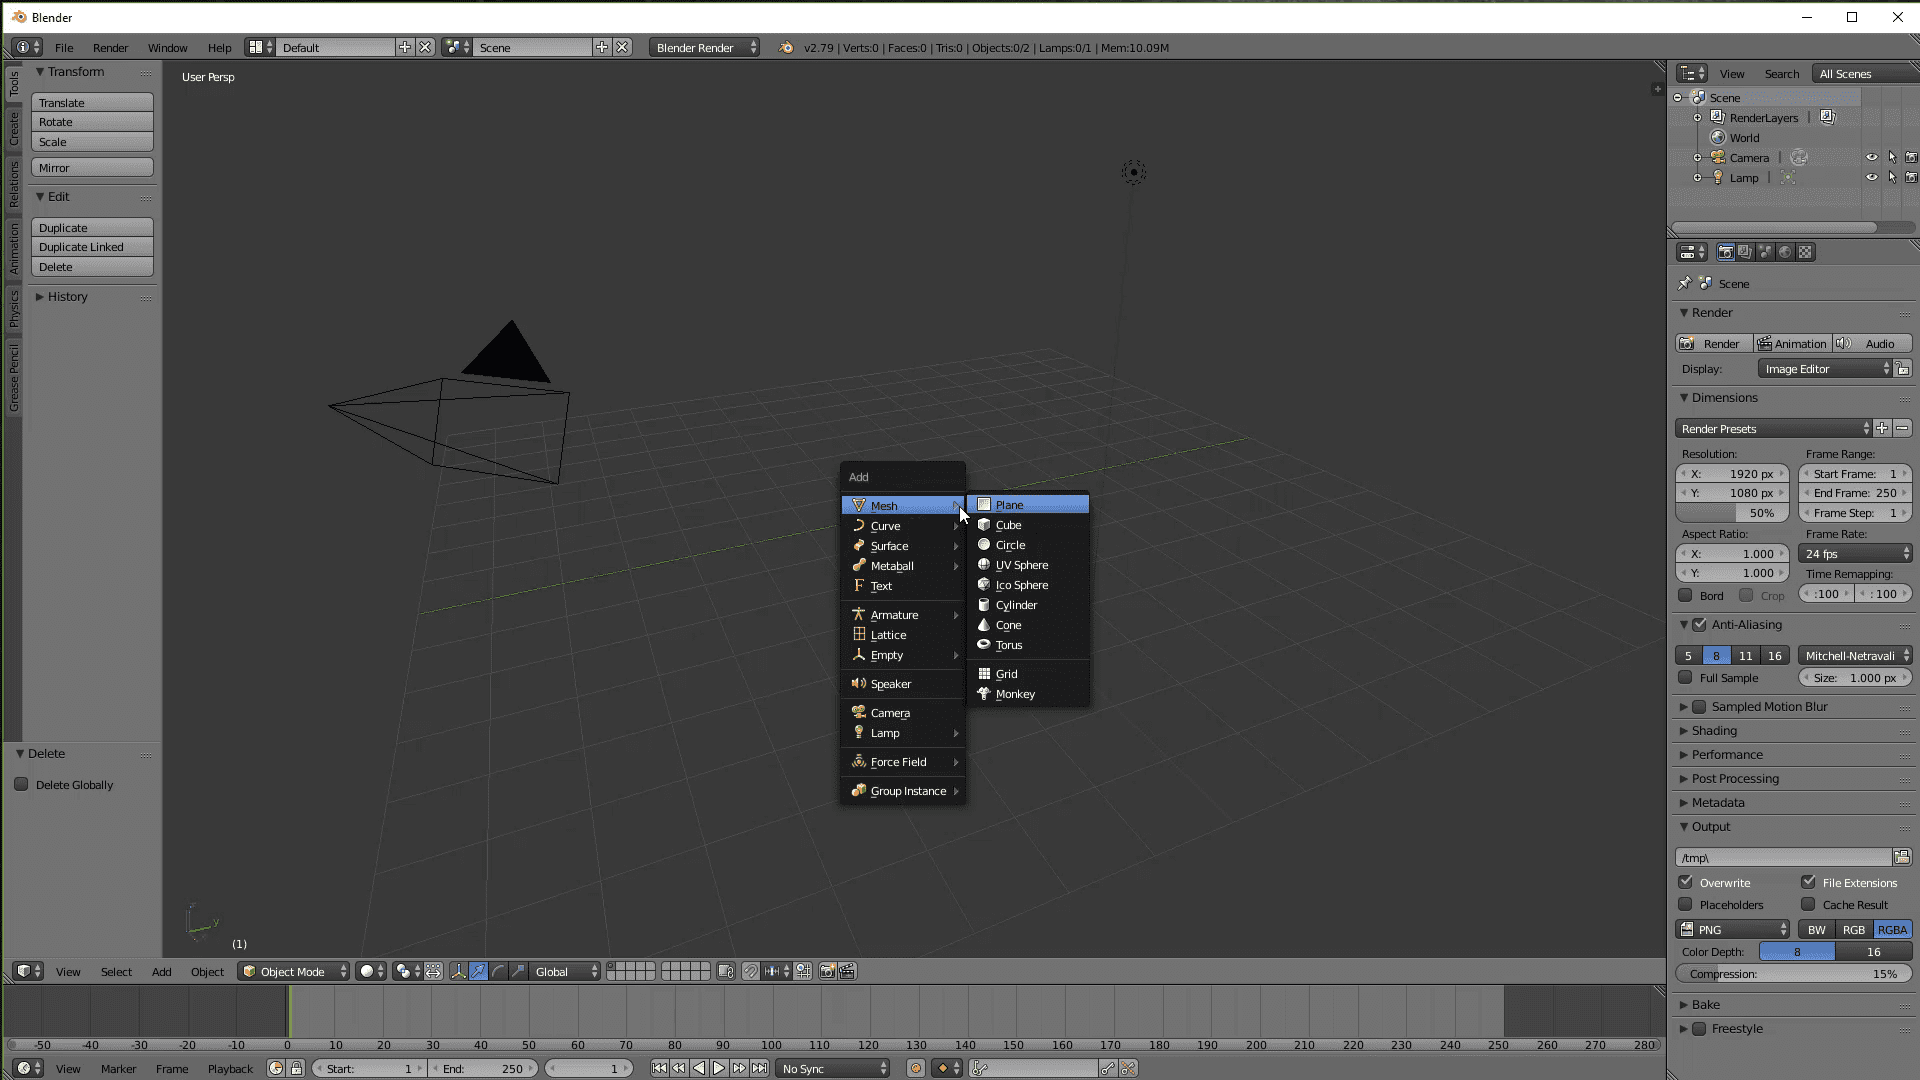 Blender
File Render Window Help Default Scene Blender Render v2.79 | Verts:0 | Faces:0 | Tris:0 | Objects:0/2 | Lamps:0/1 | Mem:10.09M
Tools
Create
Relations
Animation
Physics
Grease Pencil
Transform
Translate
Rotate
Scale
Mirror
Edit
Duplicate
Duplicate Linked
Delete
History
Delete
Delete Globally
User Persp
Add
Mesh
Curve
Surface
Metaball
Text
Armature
Lattice
Empty
Speaker
Camera
Lamp
Force Field
Group Instance
Plane
Cube
Circle
UV Sphere
Ico Sphere
Cylinder
Cone
Torus
Grid
Monkey
y
(1)
View Select Add Object Object Mode Global
-50 -40 -30 -20 -10 0 10 20 30 40 50 60 70 80 90 100 110 120 130 140 150 160 170 180 190 200 210 220 230 240 250 260 270 280
View Marker Frame Playback Start: 1 End: 250 1 No Sync
View Search All Scenes
Scene
RenderLayers |
World
Camera |
Lamp |
Scene
Render
Render Animation Audio
Display: Image Editor
Dimensions
Render Presets
Resolution: Frame Range:
X: 1920 px Start Frame: 1
Y: 1080 px End Frame: 250
50% Frame Step: 1
Aspect Ratio: Frame Rate:
X: 1.000 24 fps
Y: 1.000 Time Remapping:
Bord Crop :100 : 100
Anti-Aliasing
5 8 11 16 Mitchell-Netravali
Full Sample Size: 1.000 px
Sampled Motion Blur
Shading
Performance
Post Processing
Metadata
Output
/tmp\
Overwrite File Extensions
Placeholders Cache Result
PNG BW RGB RGBA
Color Depth: 8 16
Compression: 15%
Bake
Freestyle